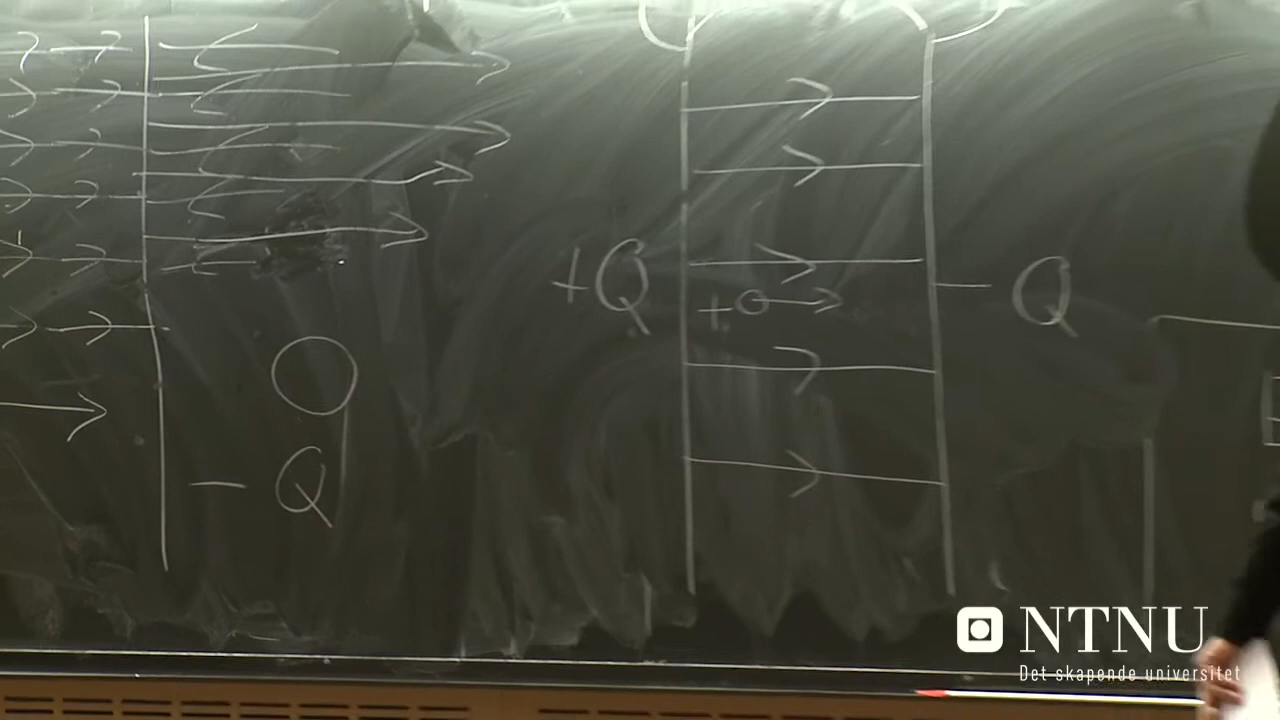 +Q
+
- Q
- Q
NTNU
Det skapende universitet